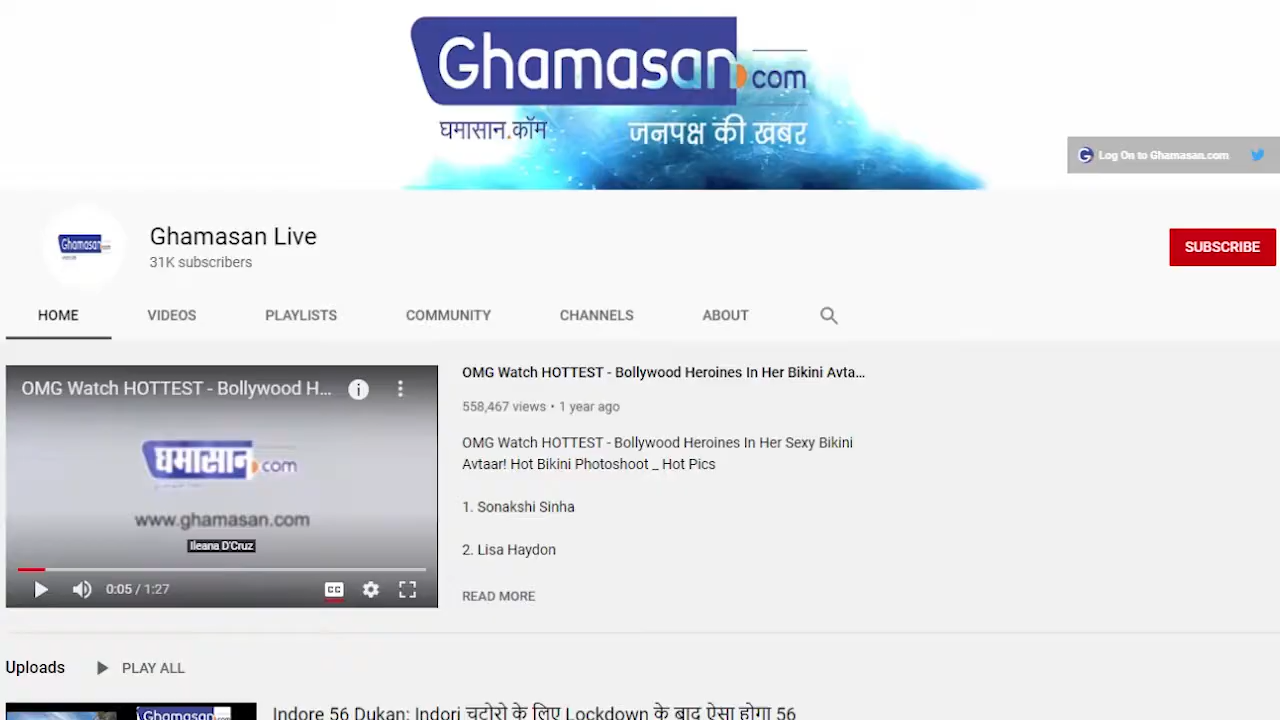 Ghamasan.com
घमासान.कॉम
जनपक्ष की खबर
Log On to Ghamasan.com
Ghamasan
Ghamasan Live
31K subscribers
SUBSCRIBE
HOME VIDEOS PLAYLISTS COMMUNITY CHANNELS ABOUT
OMG Watch HOTTEST - Bollywood H...
घमासान.com
www.ghamasan.com
Ileana D'Cruz
0:05 / 1:27
CC
OMG Watch HOTTEST - Bollywood Heroines In Her Bikini Avta...
558,467 views • 1 year ago
OMG Watch HOTTEST - Bollywood Heroines In Her Sexy Bikini
Avtaar! Hot Bikini Photoshoot _ Hot Pics
1. Sonakshi Sinha
2. Lisa Haydon
READ MORE
Uploads PLAY ALL
Ghamasan.com
Indore 56 Dukan: Indori चटोरो के लिए Lockdown के बाद ऐसा होगा 56